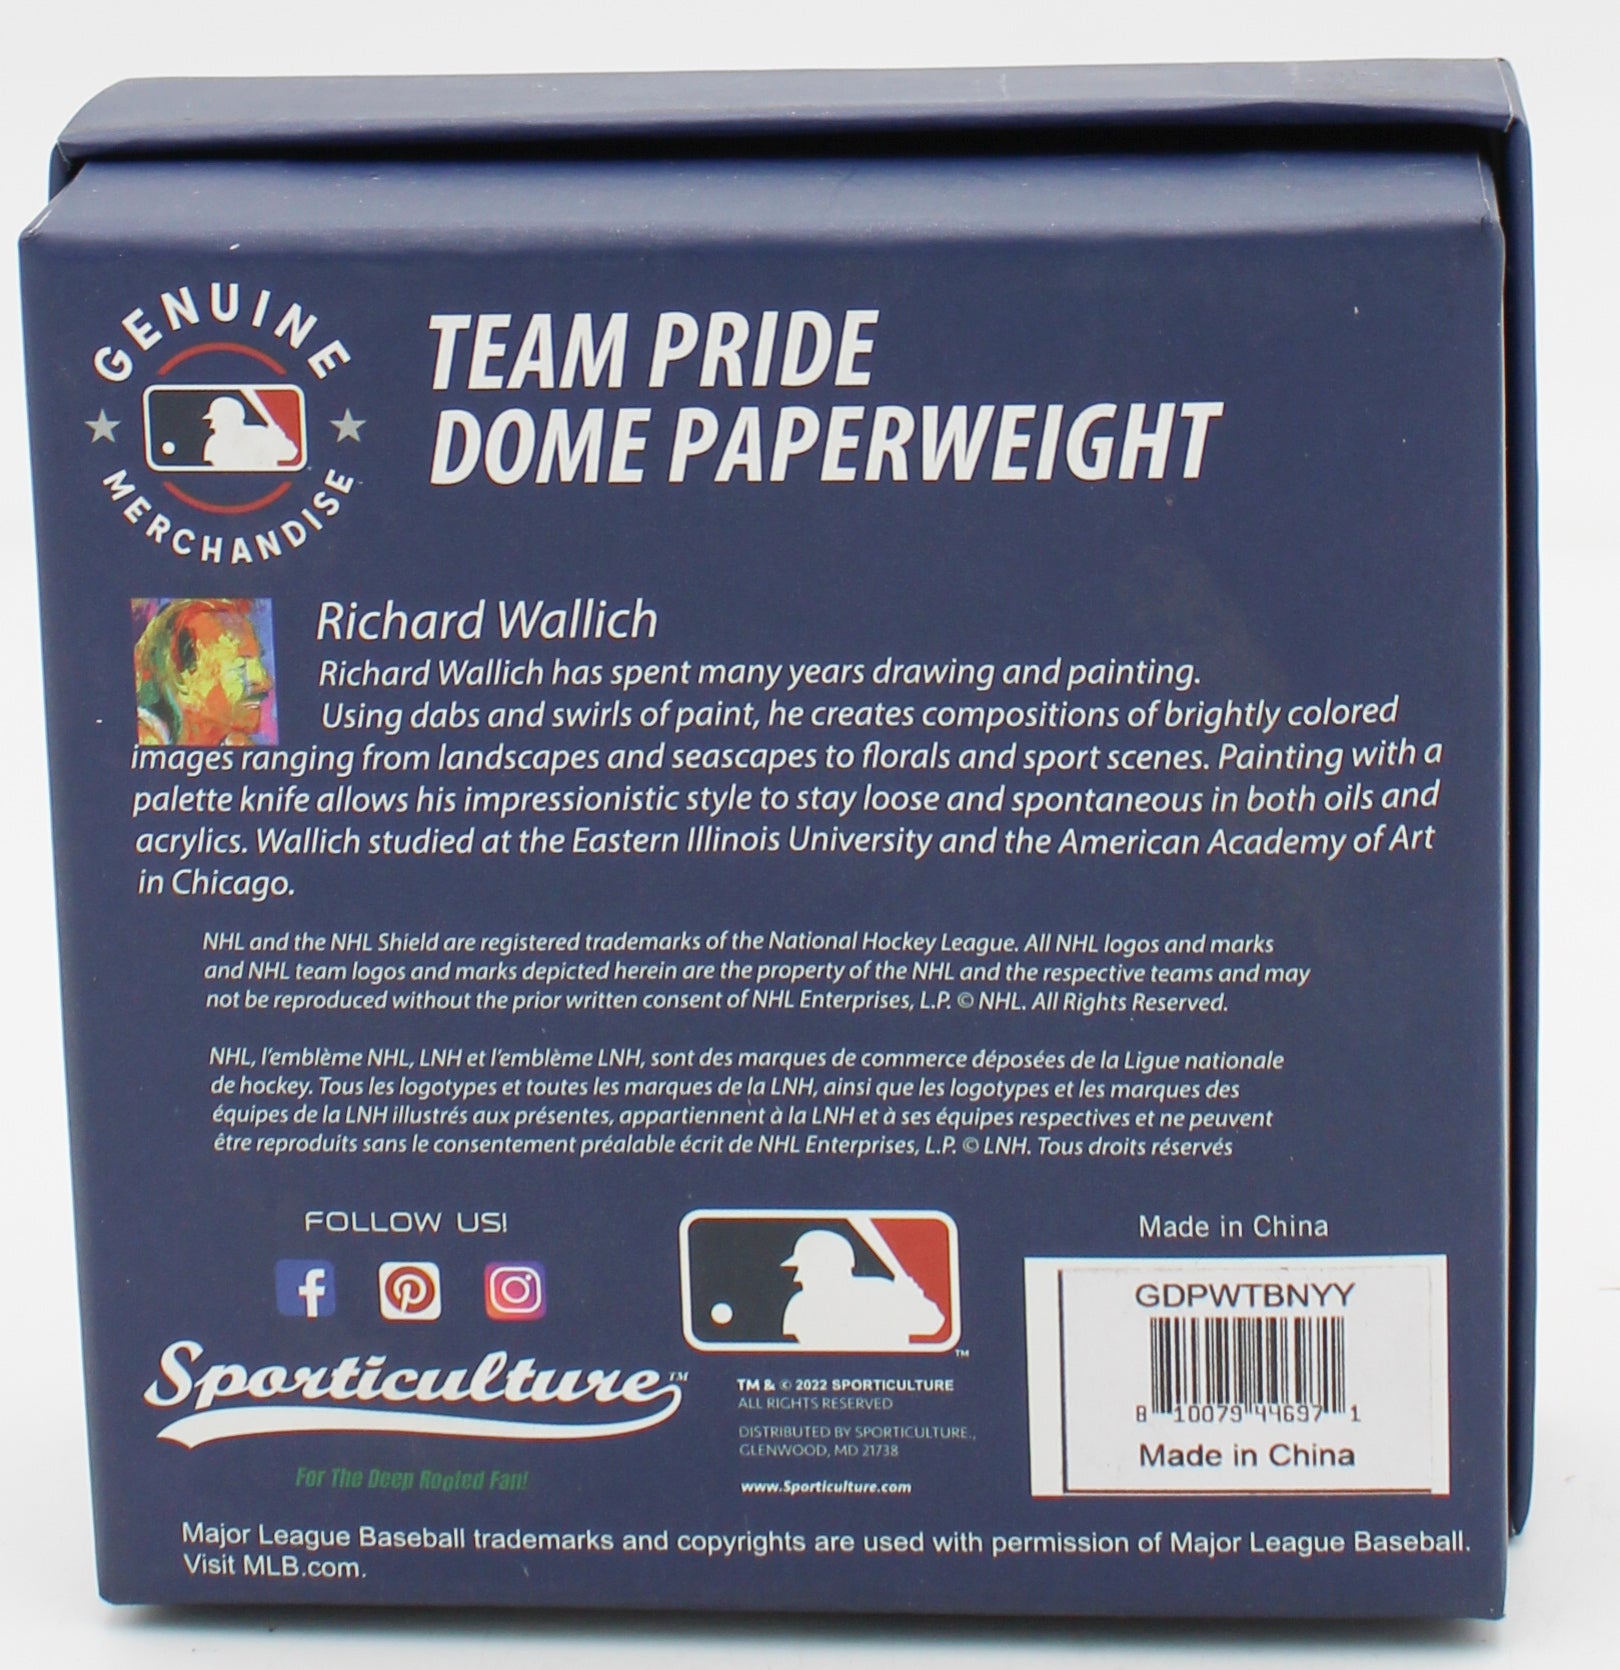 GENUINE
MERCHANDISE
TEAM PRIDE
DOME PAPERWEIGHT
Richard Wallich
Richard Wallich has spent many years drawing and painting.
Using dabs and swirls of paint, he creates compositions of brightly colored
images ranging from landscapes and seascapes to florals and sport scenes. Painting with a
palette knife allows his impressionistic style to stay loose and spontaneous in both oils and
acrylics. Wallich studied at the Eastern Illinois University and the American Academy of Art
in Chicago.
NHL and the NHL Shield are registered trademarks of the National Hockey League. All NHL logos and marks
and NHL team logos and marks depicted herein are the property of the NHL and the respective teams and may
not be reproduced without the prior written consent of NHL Enterprises, L.P. © NHL. All Rights Reserved.
NHL, l'emblème NHL, LNH et l'emblème LNH, sont des marques de commerce déposées de la Ligue nationale
de hockey. Tous les logotypes et toutes les marques de la LNH, ainsi que les logotypes et les marques des
équipes de la LNH illustrés aux présentes, appartiennent à la LNH et à ses équipes respectives et ne peuvent
être reproduits sans le consentement préalable écrit de NHL Enterprises, L.P. © LNH. Tous droits réservés
FOLLOW US!
Sporticulture™
For The Deep Rooted Fan!
TM
TM & © 2022 SPORTICULTURE
ALL RIGHTS RESERVED
DISTRIBUTED BY SPORTICULTURE.,
GLENWOOD, MD 21738
www.Sporticulture.com
Made in China
GDPWTBNYY
8 10079 44697 1
Made in China
Major League Baseball trademarks and copyrights are used with permission of Major League Baseball.
Visit MLB.com.